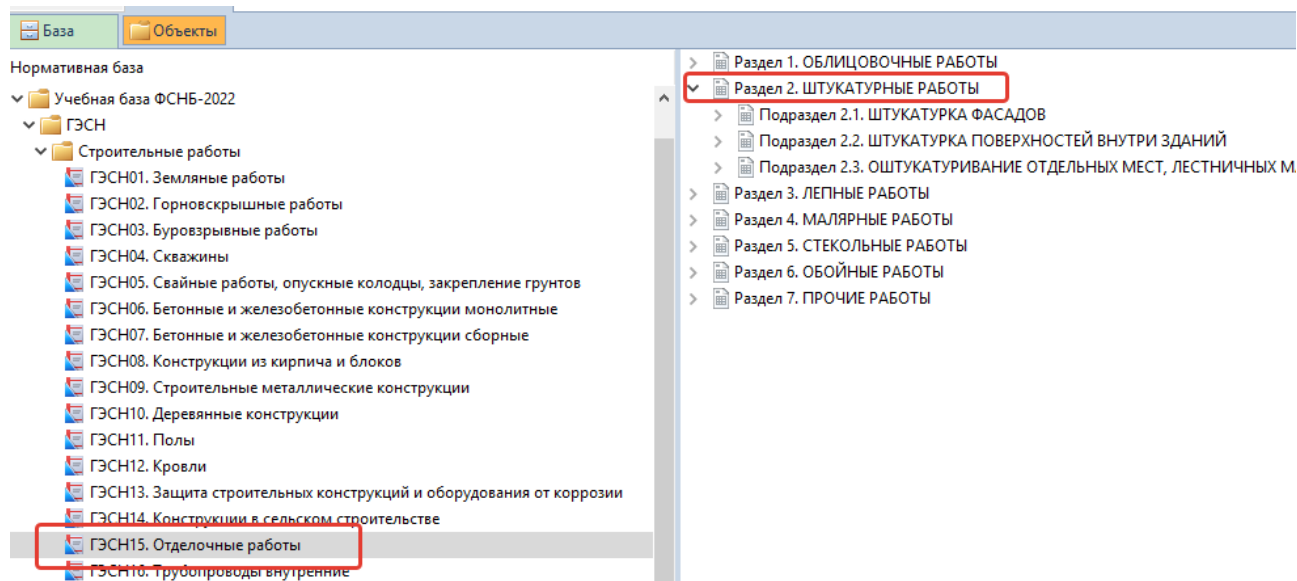 База
Объекты
Нормативная база
Учебная база ФСНБ-2022
ГЭСН
Строительные работы
ГЭСН01. Земляные работы
ГЭСН02. Горновскрышные работы
ГЭСН03. Буровзрывные работы
ГЭСН04. Скважины
ГЭСН05. Свайные работы, опускные колодцы, закрепление грунтов
ГЭСН06. Бетонные и железобетонные конструкции монолитные
ГЭСН07. Бетонные и железобетонные конструкции сборные
ГЭСН08. Конструкции из кирпича и блоков
ГЭСН09. Строительные металлические конструкции
ГЭСН10. Деревянные конструкции
ГЭСН11. Полы
ГЭСН12. Кровли
ГЭСН13. Защита строительных конструкций и оборудования от коррозии
ГЭСН14. Конструкции в сельском строительстве
ГЭСН15. Отделочные работы
ГЭСН16. Трубопроводы внутренние
Раздел 1. ОБЛИЦОВОЧНЫЕ РАБОТЫ
Раздел 2. ШТУКАТУРНЫЕ РАБОТЫ
Подраздел 2.1. ШТУКАТУРКА ФАСАДОВ
Подраздел 2.2. ШТУКАТУРКА ПОВЕРХНОСТЕЙ ВНУТРИ ЗДАНИЙ
Подраздел 2.3. ОШТУКАТУРИВАНИЕ ОТДЕЛЬНЫХ МЕСТ, ЛЕСТНИЧНЫХ
Раздел 3. ЛЕПНЫЕ РАБОТЫ
Раздел 4. МАЛЯРНЫЕ РАБОТЫ
Раздел 5. СТЕКОЛЬНЫЕ РАБОТЫ
Раздел 6. ОБОЙНЫЕ РАБОТЫ
Раздел 7. ПРОЧИЕ РАБОТЫ